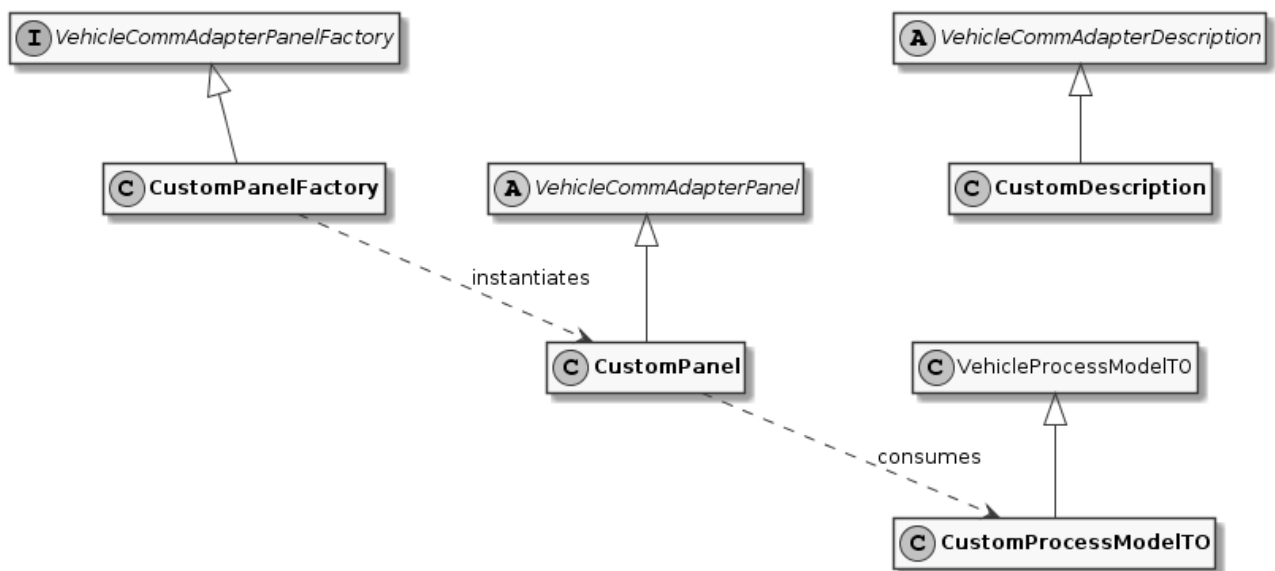 I VehicleCommAdapterPanelFactory
A VehicleCommAdapterDescription
C CustomPanelFactory
A VehicleCommAdapterPanel
C CustomDescription
instantiates
C CustomPanel
C VehicleProcessModelTO
consumes
C CustomProcessModelTO